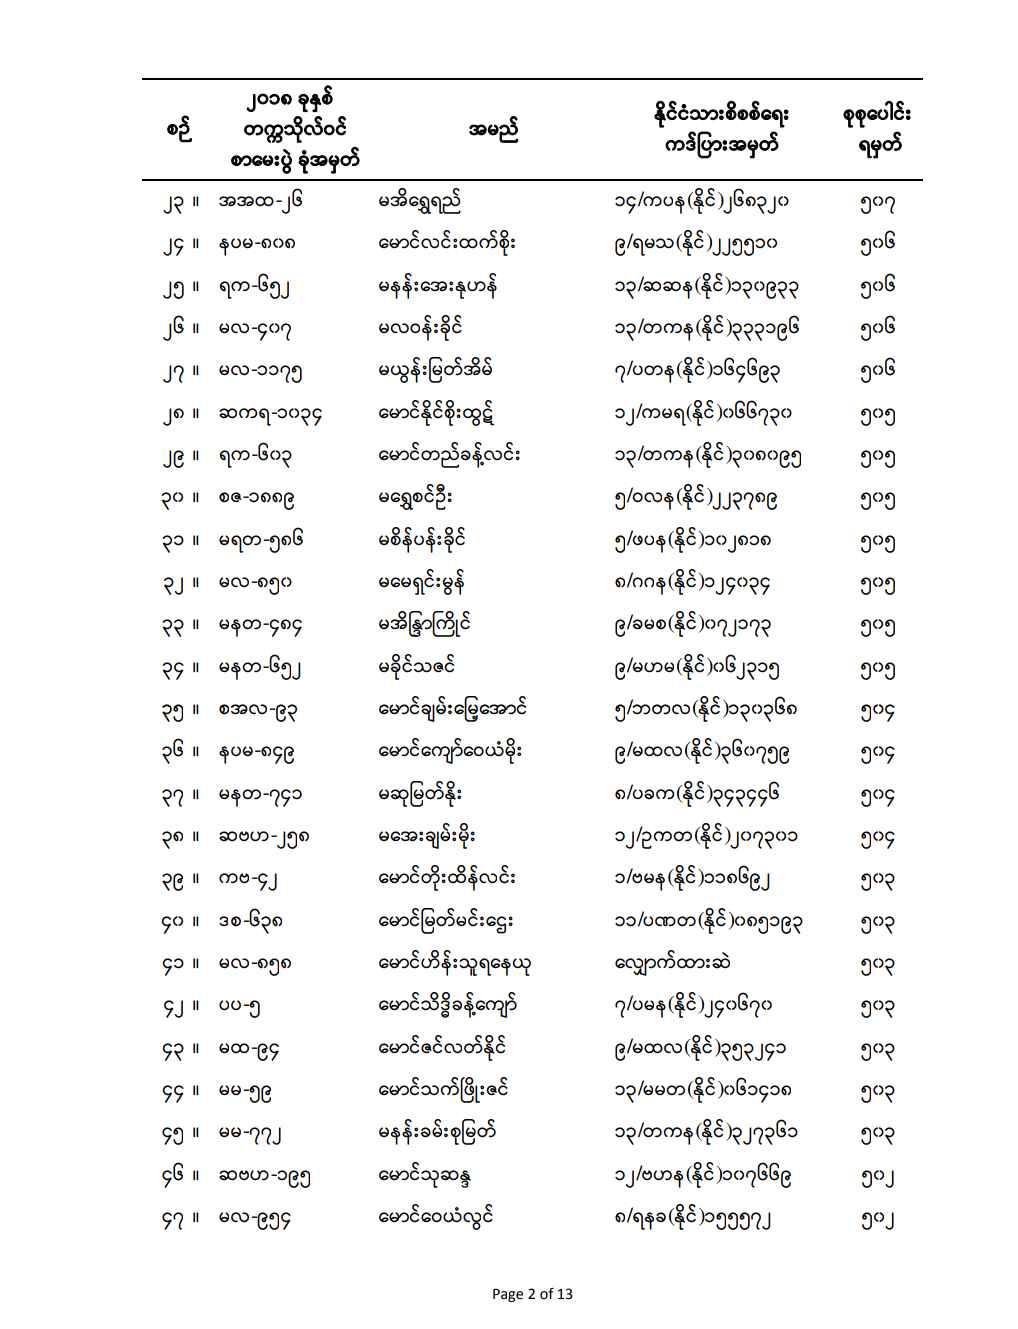 စဉ် ၂၀၁၈ ခုနှစ် တက္ကသိုလ်ဝင် စာမေးပွဲ ခုံအမှတ် အမည် နိုင်ငံသားစိစစ်ရေး ကဒ်ပြားအမှတ် စုစုပေါင်း ရမှတ်
၂၃ ။ အအထ-၂၆ မအိရွှေရည် ၁၄/ကပန(နိုင်)၂၆၈၃၂၀ ၅၀၇
၂၄ ။ နပမ-၈၀၈ မောင်လင်းထက်စိုး ၉/ရမသ(နိုင်)၂၂၅၅၁၀ ၅၀၆
၂၅ ။ ရက-၆၅၂ မနန်းအေးနုဟန် ၁၃/ဆဆန(နိုင်)၁၃၀၉၃၃ ၅၀၆
၂၆ ။ မလ-၄၀၇ မလဝန်းခိုင် ၁၃/တကန(နိုင်)၃၃၃၁၉၆ ၅၀၆
၂၇ ။ မလ-၁၁၇၅ မယွန်းမြတ်အိမ် ၇/ပတန(နိုင်)၁၆၄၆၉၃ ၅၀၆
၂၈ ။ ဆကရ-၁၀၃၄ မောင်နိုင်စိုးထွဋ် ၁၂/ကမရ(နိုင်)၀၆၆၇၃၀ ၅၀၅
၂၉ ။ ရက-၆၀၃ မောင်တည်ခန့်လင်း ၁၃/တကန(နိုင်)၃၀၈၀၉၅ ၅၀၅
၃၀ ။ စဇ-၁၈၈၉ မရွှေစင်ဦး ၅/ဝလန(နိုင်)၂၂၃၇၈၉ ၅၀၅
၃၁ ။ မရတ-၅၈၆ မစိန်ပန်းခိုင် ၅/ဖပန(နိုင်)၁၀၂၈၁၈ ၅၀၅
၃၂ ။ မလ-၈၅၀ မမေရှင်းမွန် ၈/ဂဂန(နိုင်)၁၂၄၀၃၄ ၅၀၅
၃၃ ။ မနတ-၄၈၄ မအိန္ဒြာကြိုင် ၉/ခမစ(နိုင်)၀၇၂၁၇၃ ၅၀၅
၃၄ ။ မနတ-၆၅၂ မခိုင်သဇင် ၉/မဟမ(နိုင်)၀၆၂၃၁၅ ၅၀၅
၃၅ ။ စအလ-၉၃ မောင်ချမ်းမြေ့အောင် ၅/ဘတလ(နိုင်)၁၃၀၃၆၈ ၅၀၄
၃၆ ။ နပမ-၈၄၉ မောင်ကျော်ဝေယံမိုး ၉/မထလ(နိုင်)၃၆၀၇၅၉ ၅၀၄
၃၇ ။ မနတ-၇၄၁ မဆုမြတ်နိုး ၈/ပခက(နိုင်)၃၄၃၄၄၆ ၅၀၄
၃၈ ။ ဆဗဟ-၂၅၈ မအေးချမ်းမိုး ၁၂/ဥကတ(နိုင်)၂၀၇၃၀၁ ၅၀၄
၃၉ ။ ကဗ-၄၂ မောင်တိုးထိန်လင်း ၁/ဗမန(နိုင်)၁၁၈၆၉၂ ၅၀၃
၄၀ ။ ဒစ-၆၃၈ မောင်မြတ်မင်းဌေး ၁၁/ပဏတ(နိုင်)၀၈၅၁၉၃ ၅၀၃
၄၁ ။ မလ-၈၅၈ မောင်ဟိန်းသူရနေယု လျှောက်ထားဆဲ ၅၀၃
၄၂ ။ ပပ-၅ မောင်သိဒ္ဓိခန့်ကျော် ၇/ပမန(နိုင်)၂၄၀၆၇၀ ၅၀၃
၄၃ ။ မထ-၉၄ မောင်ဇင်လတ်နိုင် ၉/မထလ(နိုင်)၃၅၃၂၄၁ ၅၀၃
၄၄ ။ မမ-၅၉ မောင်သက်ဖြိုးဇင် ၁၃/မမတ(နိုင်)၀၆၁၄၁၈ ၅၀၃
၄၅ ။ မမ-၇၇၂ မနန်းခမ်းစုမြတ် ၁၃/တကန(နိုင်)၃၂၇၃၆၁ ၅၀၃
၄၆ ။ ဆဗဟ-၁၉၅ မောင်သုဆန္ဒ ၁၂/ဗဟန(နိုင်)၁၀၇၆၆၉ ၅၀၂
၄၇ ။ မလ-၉၅၄ မောင်ဝေယံလွင် ၈/ရနခ(နိုင်)၁၅၅၅၇၂ ၅၀၂
Page 2 of 13